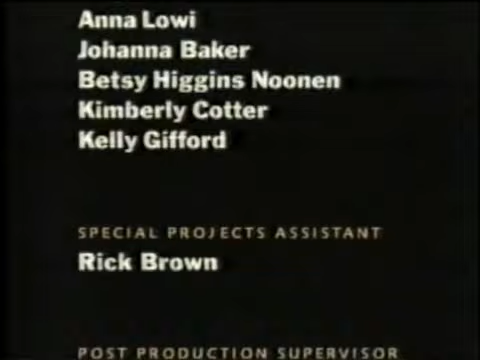 Anna Lowi
Johanna Baker
Betsy Higgins Noonen
Kimberly Cotter
Kelly Gifford
SPECIAL PROJECTS ASSISTANT
Rick Brown
POST PRODUCTION SUPERVISOR